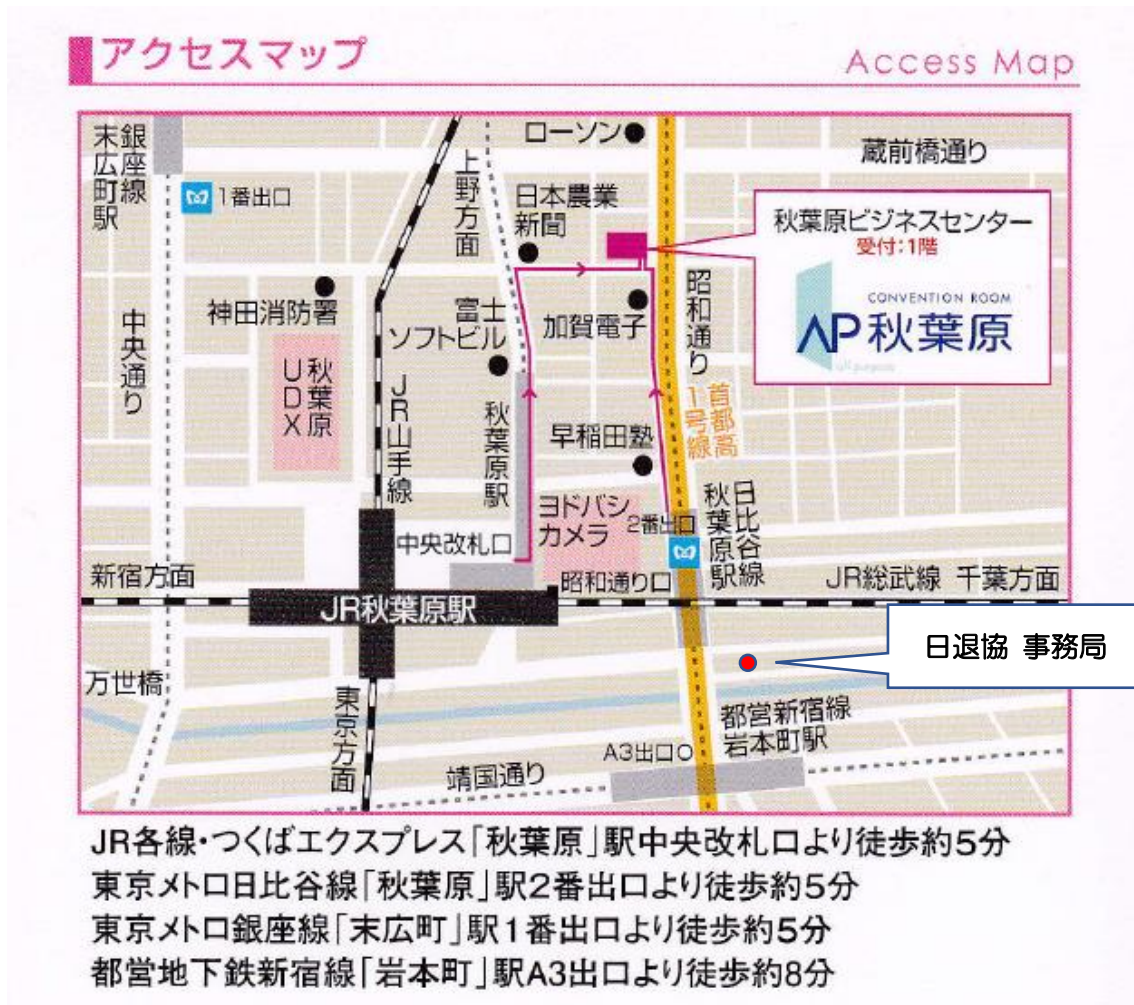 アクセスマップ
Access Map
末広町駅
銀座線
1番出口
上野方面
ローソン
蔵前橋通り
日本農業
新聞
秋葉原ビジネスセンター
受付:1階
CONVENTION ROOM
AP秋葉原
中央通り
神田消防署
富士
ソフトビル
加賀電子
昭和通り
秋葉原
UDX
JR山手線
秋葉原駅
早稲田塾
首都高
1号線
ヨドバシ
カメラ
2番出口
日比谷線
秋葉原駅
中央改札口
新宿方面
昭和通り口
JR総武線 千葉方面
JR秋葉原駅
日退協 事務局
万世橋
東京方面
都営新宿線
岩本町駅
A3出口
靖国通り
JR各線・つくばエクスプレス「秋葉原」駅中央改札口より徒歩約5分
東京メトロ日比谷線「秋葉原」駅2番出口より徒歩約5分
東京メトロ銀座線「末広町」駅1番出口より徒歩約5分
都営地下鉄新宿線「岩本町」駅A3出口より徒歩約8分